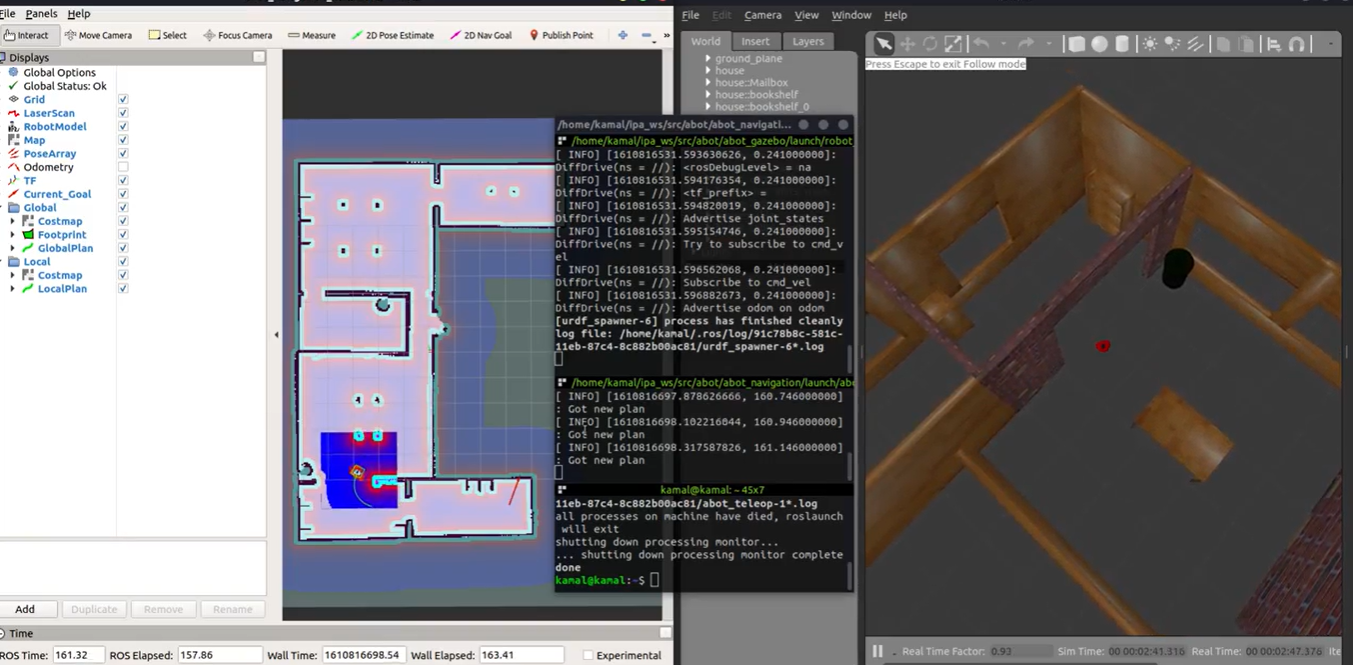 File Panels Help
Interact Move Camera Select Focus Camera Measure 2D Pose Estimate 2D Nav Goal Publish Point »
Displays
Global Options
Global Status: Ok
Grid
LaserScan
RobotModel
Map
PoseArray
Odometry
TF
Current_Goal
Global
Costmap
Footprint
GlobalPlan
Local
Costmap
LocalPlan
Add Duplicate Remove Rename
Time
ROS Time: 161.32 ROS Elapsed: 157.86 Wall Time: 1610816698.54 Wall Elapsed: 163.41 Experimental
/home/kamal/ipa_ws/src/abot/abot_navigati...
/home/kamal/ipa_ws/src/abot/abot_gazebo/launch/robot_
[ INFO] [1610816531.593630626, 0.241000000]:
DiffDrive(ns = //): <rosDebugLevel> = na
[ INFO] [1610816531.594176354, 0.241000000]:
DiffDrive(ns = //): <tf_prefix> =
[ INFO] [1610816531.594820019, 0.241000000]:
DiffDrive(ns = //): Advertise joint_states
[ INFO] [1610816531.595154746, 0.241000000]:
DiffDrive(ns = //): Try to subscribe to cmd_v
el
[ INFO] [1610816531.596562068, 0.241000000]:
DiffDrive(ns = //): Subscribe to cmd_vel
[ INFO] [1610816531.596882673, 0.241000000]:
DiffDrive(ns = //): Advertise odom on odom
[urdf_spawner-6] process has finished cleanly
log file: /home/kamal/.ros/log/91c78b8c-581c-
11eb-87c4-8c882b00ac81/urdf_spawner-6*.log
/home/kamal/ipa_ws/src/abot/abot_navigation/launch/abo
[ INFO] [1610816697.878626666, 160.746000000]
: Got new plan
[ INFO] [1610816698.102216044, 160.946000000]
: Got new plan
[ INFO] [1610816698.317587826, 161.146000000]
: Got new plan
kamal@kamal: ~ 45x7
11eb-87c4-8c882b00ac81/abot_teleop-1*.log
all processes on machine have died, roslaunch
will exit
shutting down processing monitor...
... shutting down processing monitor complete
done
kamal@kamal:~$
File Edit Camera View Window Help
World Insert Layers
ground_plane
house
house::Mailbox
house::bookshelf
house::bookshelf_0
Press Escape to exit Follow mode
Real Time Factor: 0.93 Sim Time: 00 00:02:41.316 Real Time: 00 00:02:47.376 Ite